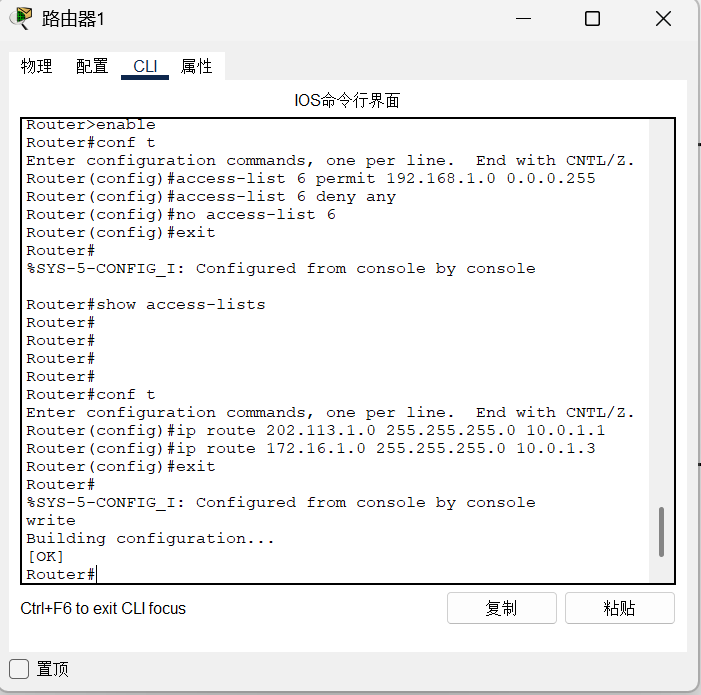 路由器1
物理 配置 CLI 属性
IOS命令行界面
Router>enable
Router#conf t
Enter configuration commands, one per line.  End with CNTL/Z.
Router(config)#access-list 6 permit 192.168.1.0 0.0.0.255
Router(config)#access-list 6 deny any
Router(config)#no access-list 6
Router(config)#exit
Router#
%SYS-5-CONFIG_I: Configured from console by console
Router#show access-lists
Router#
Router#
Router#
Router#
Router#conf t
Enter configuration commands, one per line.  End with CNTL/Z.
Router(config)#ip route 202.113.1.0 255.255.255.0 10.0.1.1
Router(config)#ip route 172.16.1.0 255.255.255.0 10.0.1.3
Router(config)#exit
Router#
%SYS-5-CONFIG_I: Configured from console by console
write
Building configuration...
[OK]
Router#
Ctrl+F6 to exit CLI focus 复制 粘贴
置顶